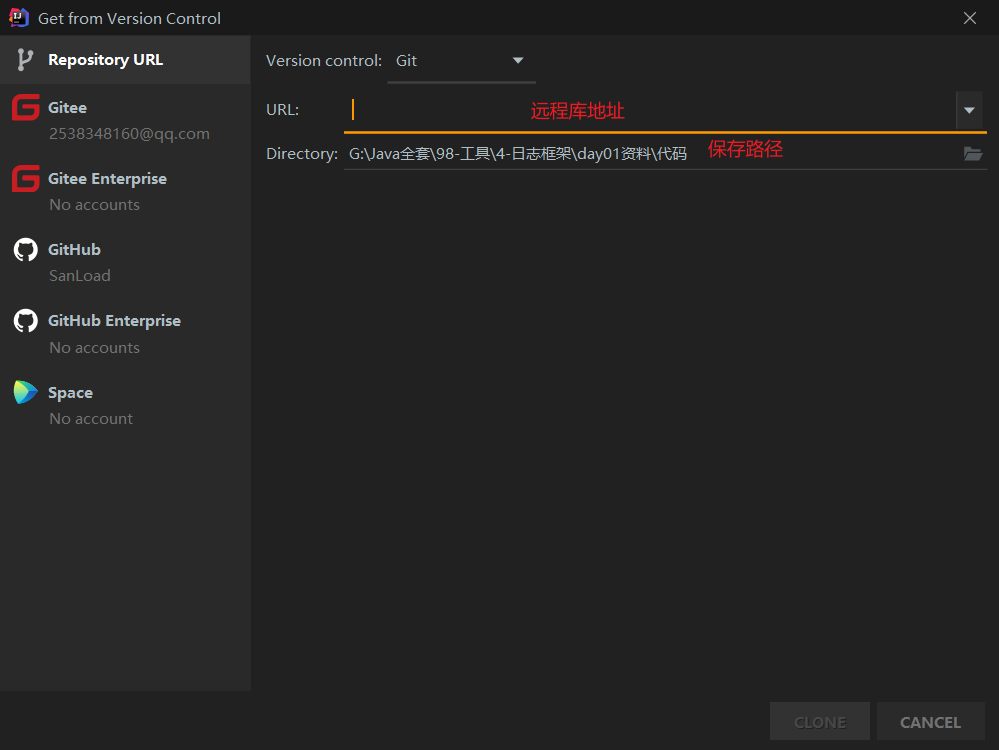 Get from Version Control
Repository URL
Gitee
2538348160@qq.com
Gitee Enterprise
No accounts
GitHub
SanLoad
GitHub Enterprise
No accounts
Space
No account
Version control: Git
URL: 远程库地址
Directory: G:\Java全套\98-工具\4-日志框架\day01资料\代码 保存路径
CLONE CANCEL